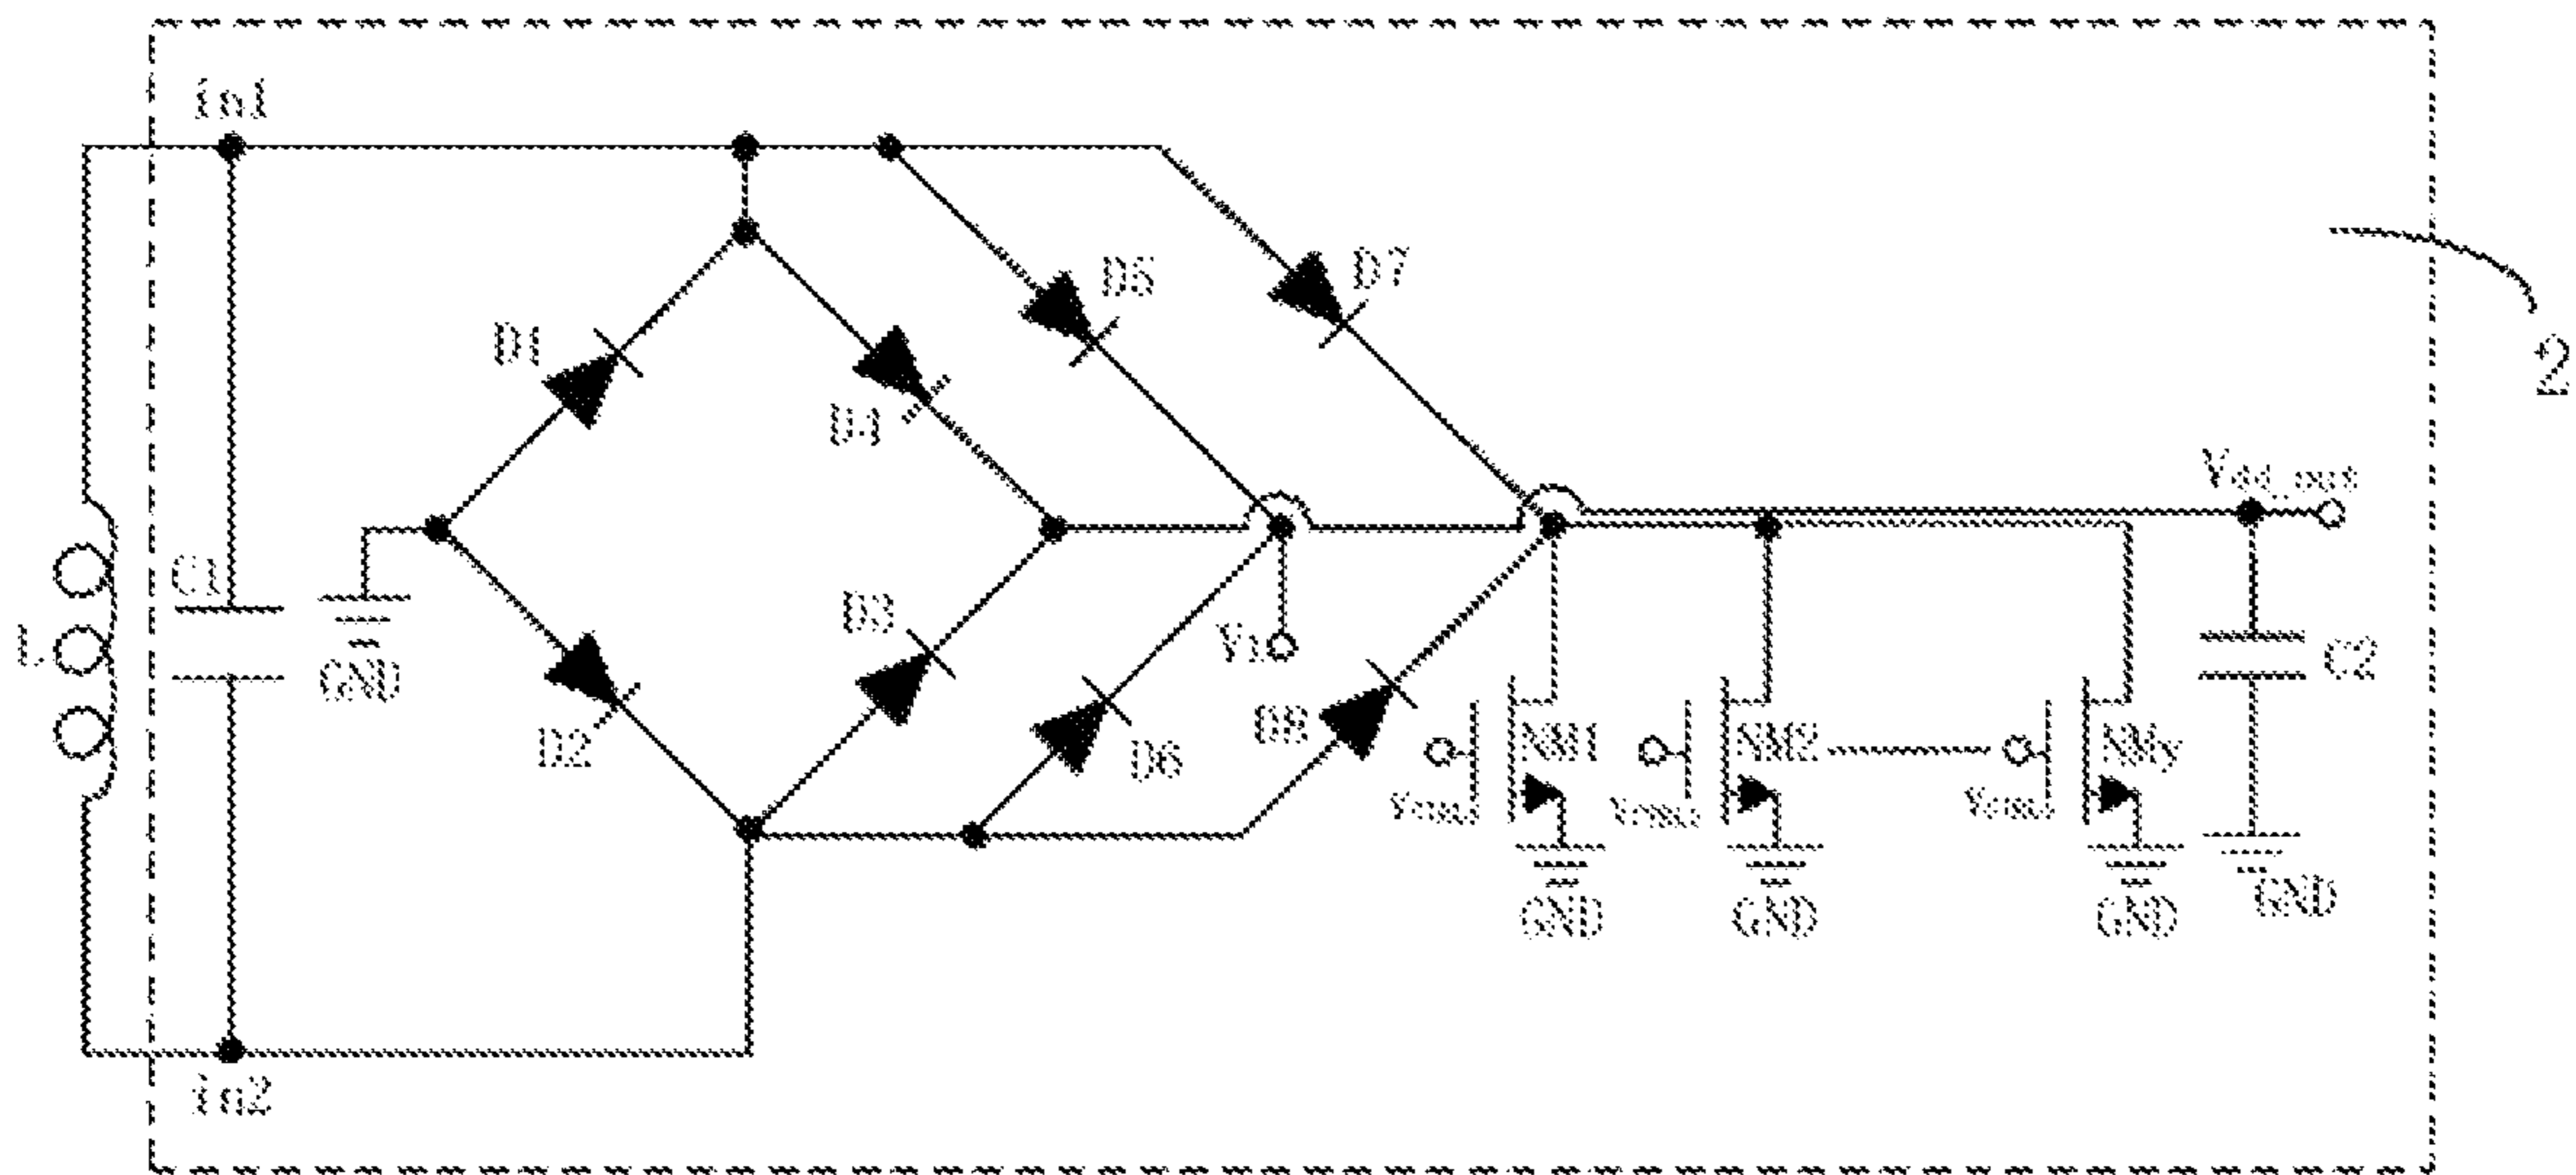 in1
D5
D7
D1
2
D4
Vdd_out
C1
D3
L
V1
C2
GND
D8
NM1
NM2
NMy
D2
D6
GND
GND
GND
GND
in2